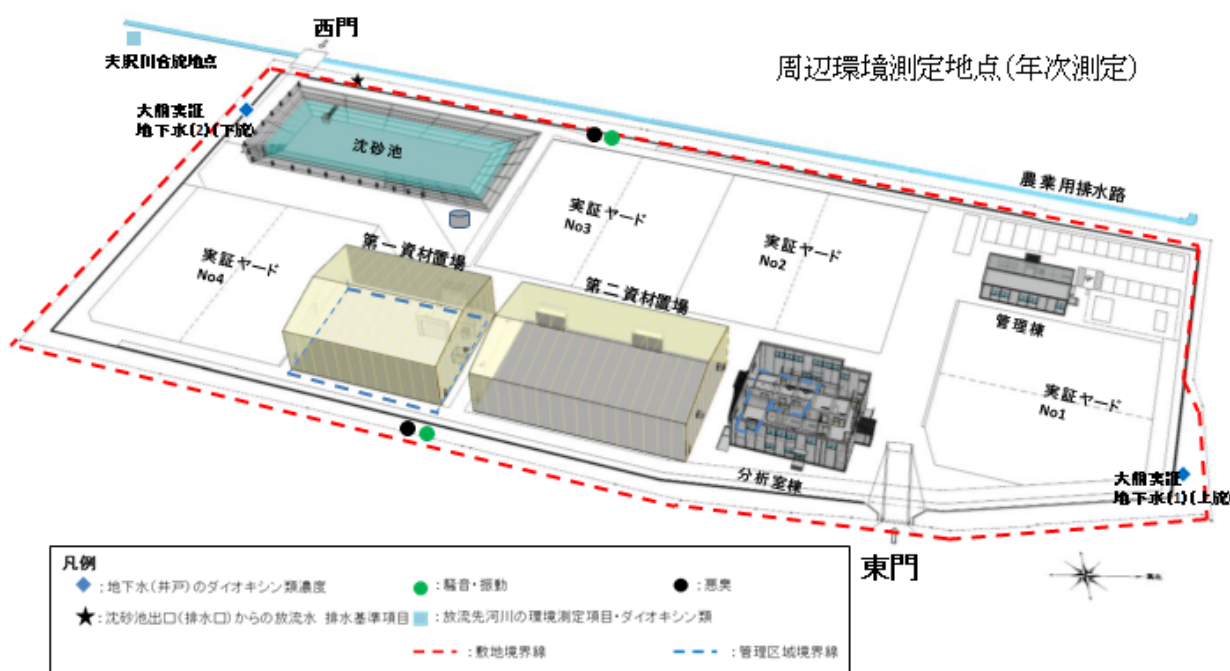 西門
周辺環境測定地点(年次測定)
夫沢川合流地点
大熊実証
地下水(2)(下流)
沈砂池
農業用排水路
実証ヤード
No3
実証ヤード
No2
実証ヤード
No4
第一資材置場
第二資材置場
管理棟
実証ヤード
No1
分析室棟
大熊実証
地下水(1)(上流)
東門
凡例
:地下水(井戸)のダイオキシン類濃度
:騒音・振動
:悪臭
:沈砂池出口(排水口)からの放流水 排水基準項目
:放流先河川の環境測定項目・ダイオキシン類
:敷地境界線
:管理区域境界線